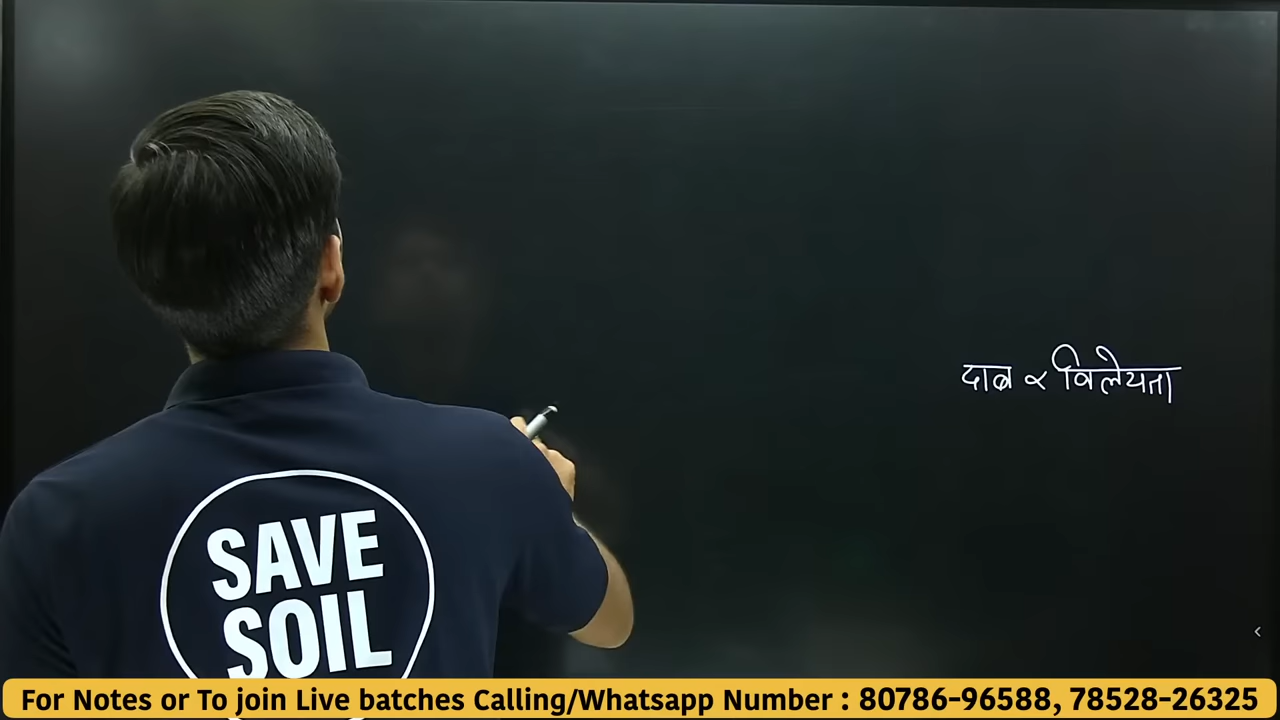 दाब ∝ विलेयता
SAVE
SOIL
For Notes or To join Live batches Calling/Whatsapp Number : 80786-96588, 78528-26325